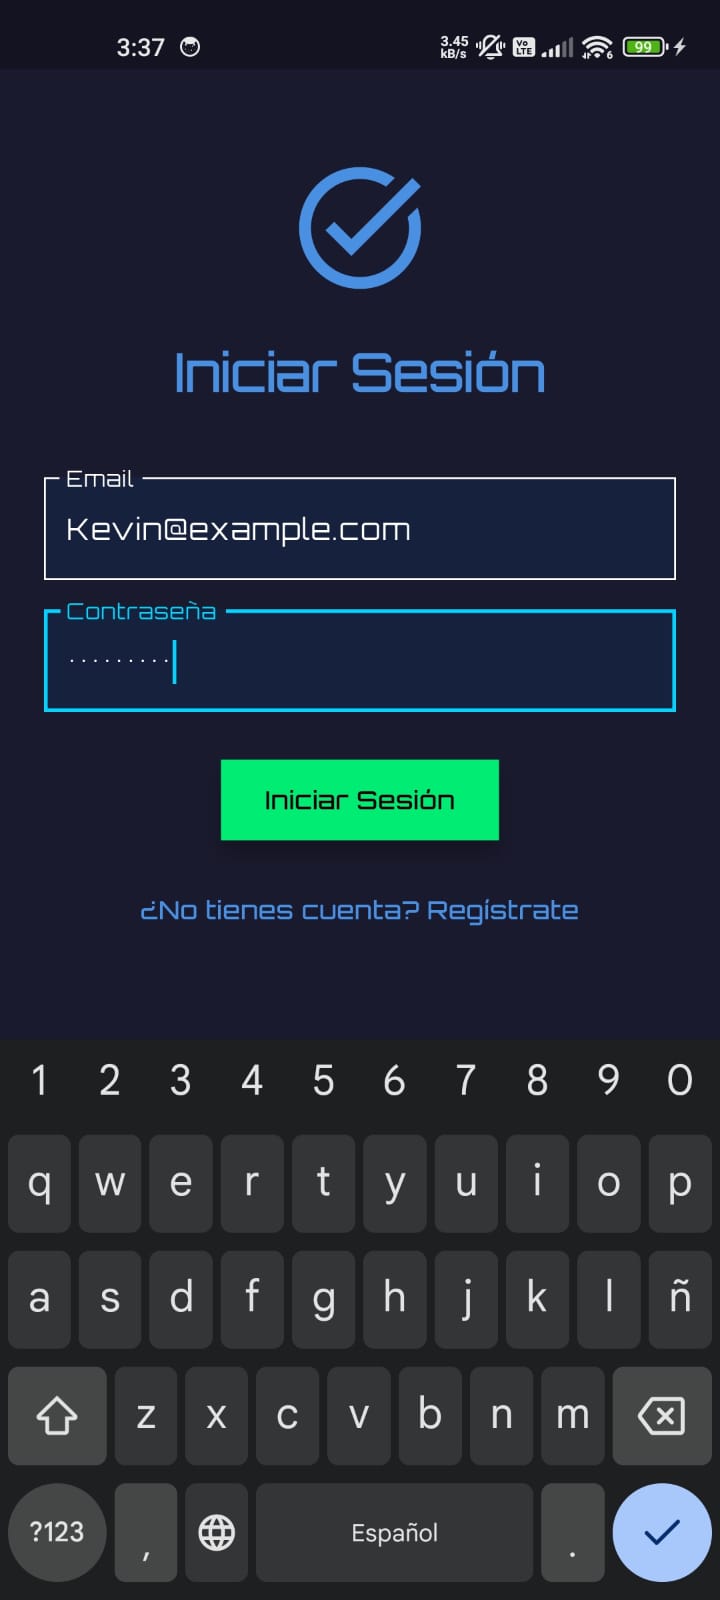 3:37 3.45 kB/s Vo LTE 6 99
Iniciar Sesión
Email
Kevin@example.com
Contraseña
·········
Iniciar Sesión
¿No tienes cuenta? Regístrate
1 2 3 4 5 6 7 8 9 0
q w e r t y u i o p
a s d f g h j k l ñ
z x c v b n m
?123 , Español .